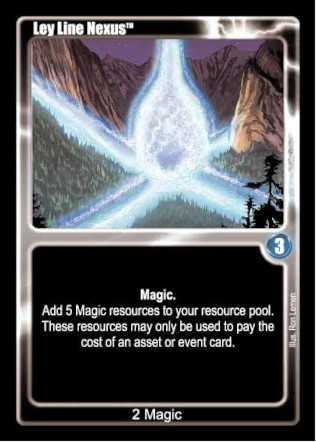 Ley Line Nexus™
3
Magic.
Add 5 Magic resources to your resource pool.
These resources may only be used to pay the
cost of an asset or event card.
Illus. Ron Lemen
2 Magic